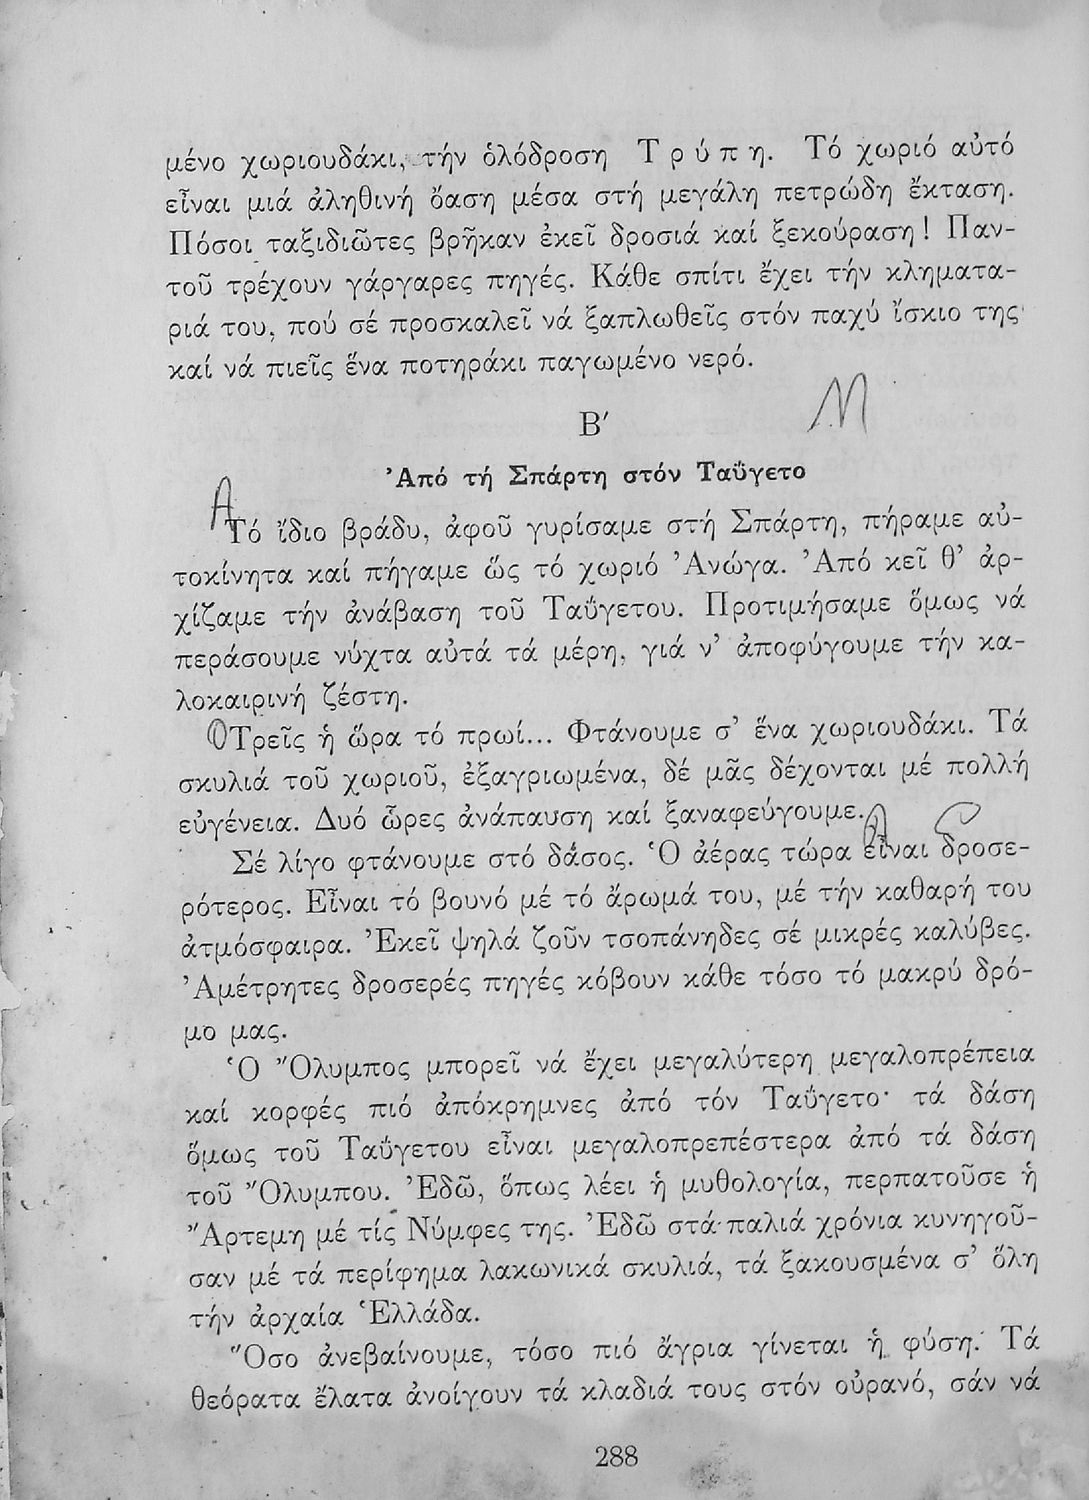 μένο χωριουδάκι, τήν ὁλόδροση Τρύπη. Τό χωριό αὐτό
εἶναι μιά ἀληθινή ὄαση μέσα στή μεγάλη πετρώδη ἔκταση.
Πόσοι ταξιδιῶτες βρῆκαν ἐκεῖ δροσιά καί ξεκούραση! Παν-
τοῦ τρέχουν γάργαρες πηγές. Κάθε σπίτι ἔχει τήν κληματα-
ριά του, πού σέ προσκαλεῖ νά ξαπλωθεῖς στόν παχύ ἴσκιο της
καί νά πιεῖς ἕνα ποτηράκι παγωμένο νερό.
Β′
Ἀπό τή Σπάρτη στόν Ταΰγετο
Τό ἴδιο βράδυ, ἀφοῦ γυρίσαμε στή Σπάρτη, πήραμε αὐ-
τοκίνητα καί πήγαμε ὥς τό χωριό Ἀνώγα. Ἀπό κεῖ θ’ ἀρ-
χίζαμε τήν ἀνάβαση τοῦ Ταΰγετου. Προτιμήσαμε ὅμως νά
περάσουμε νύχτα αὐτά τά μέρη, γιά ν’ ἀποφύγουμε τήν κα-
λοκαιρινή ζέστη.
Τρεῖς ἡ ὥρα τό πρωί... Φτάνουμε σ’ ἕνα χωριουδάκι. Τά
σκυλιά τοῦ χωριοῦ, ἐξαγριωμένα, δέ μᾶς δέχονται μέ πολλή
εὐγένεια. Δυό ὧρες ἀνάπαυση καί ξαναφεύγουμε.
Σέ λίγο φτάνουμε στό δάσος. Ὁ ἀέρας τώρα εἶναι δροσε-
ρότερος. Εἶναι τό βουνό μέ τό ἄρωμά του, μέ τήν καθαρή του
ἀτμόσφαιρα. Ἐκεῖ ψηλά ζοῦν τσοπάνηδες σέ μικρές καλύβες.
Ἀμέτρητες δροσερές πηγές κόβουν κάθε τόσο τό μακρύ δρό-
μο μας.
Ὁ Ὄλυμπος μπορεῖ νά ἔχει μεγαλύτερη μεγαλοπρέπεια
καί κορφές πιό ἀπόκρημνες ἀπό τόν Ταΰγετο· τά δάση
ὅμως τοῦ Ταΰγετου εἶναι μεγαλοπρεπέστερα ἀπό τά δάση
τοῦ Ὄλυμπου. Ἐδῶ, ὅπως λέει ἡ μυθολογία, περπατοῦσε ἡ
Ἄρτεμη μέ τίς Νύμφες της. Ἐδῶ στά παλιά χρόνια κυνηγοῦ-
σαν μέ τά περίφημα λακωνικά σκυλιά, τά ξακουσμένα σ’ ὅλη
τήν ἀρχαία Ἑλλάδα.
Ὅσο ἀνεβαίνουμε, τόσο πιό ἄγρια γίνεται ἡ φύση. Τά
θεόρατα ἔλατα ἀνοίγουν τά κλαδιά τους στόν οὐρανό, σάν νά
288